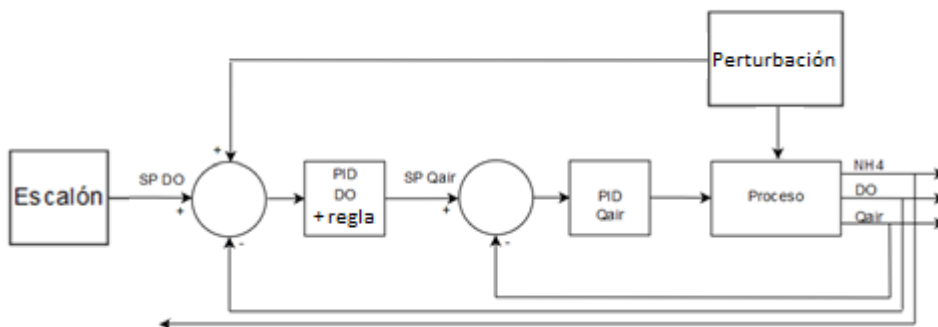 Perturbación
+
NH4
SP DO
PID
DO
+ regla
SP Qair
DO
Escalón
+
+
PID
Qair
Proceso
Qair
-
-